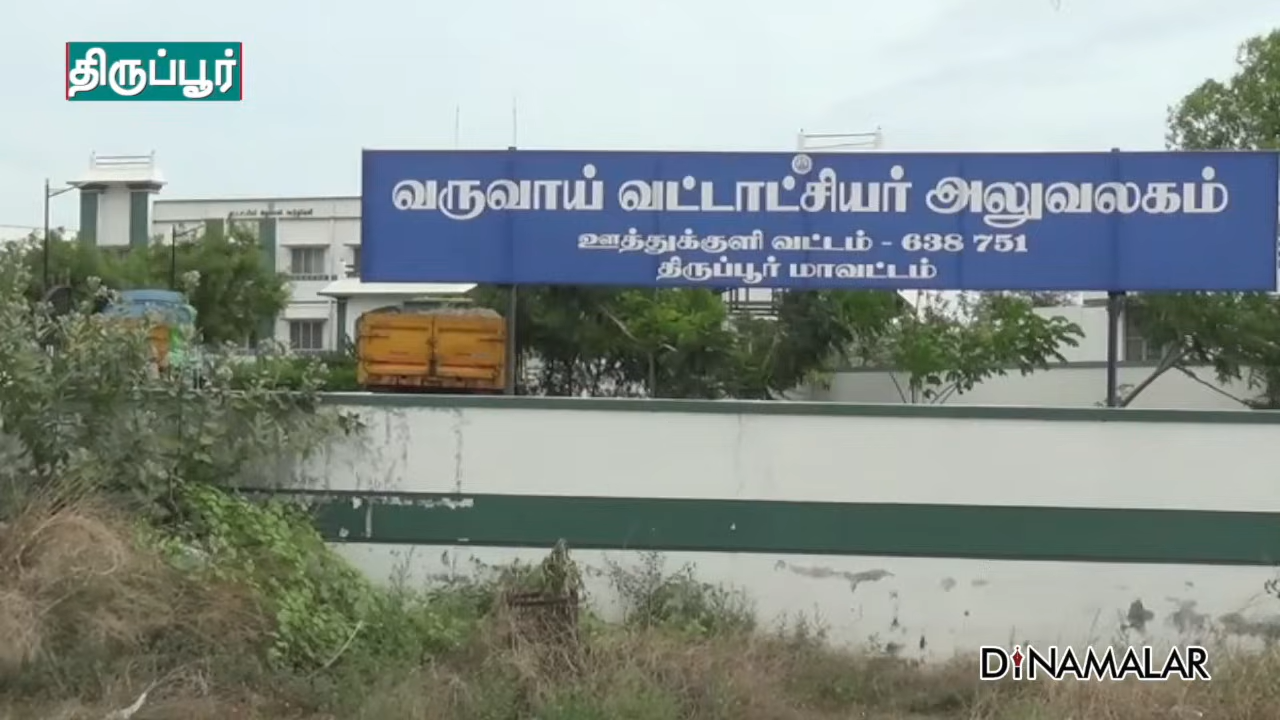 திருப்பூர்
வருவாய் வட்டாட்சியர் அலுவலகம்
ஊத்துக்குளி வட்டம் - 638 751
திருப்பூர் மாவட்டம்
DINAMALAR